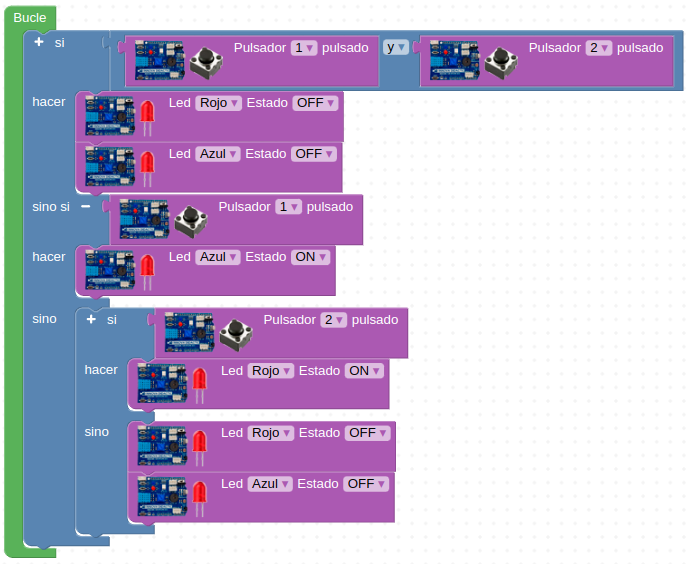 Bucle
+ si Pulsador 1 pulsado y Pulsador 2 pulsado
hacer Led Rojo Estado OFF
Led Azul Estado OFF
sino si - Pulsador 1 pulsado
hacer Led Azul Estado ON
sino + si Pulsador 2 pulsado
hacer Led Rojo Estado ON
sino Led Rojo Estado OFF
Led Azul Estado OFF